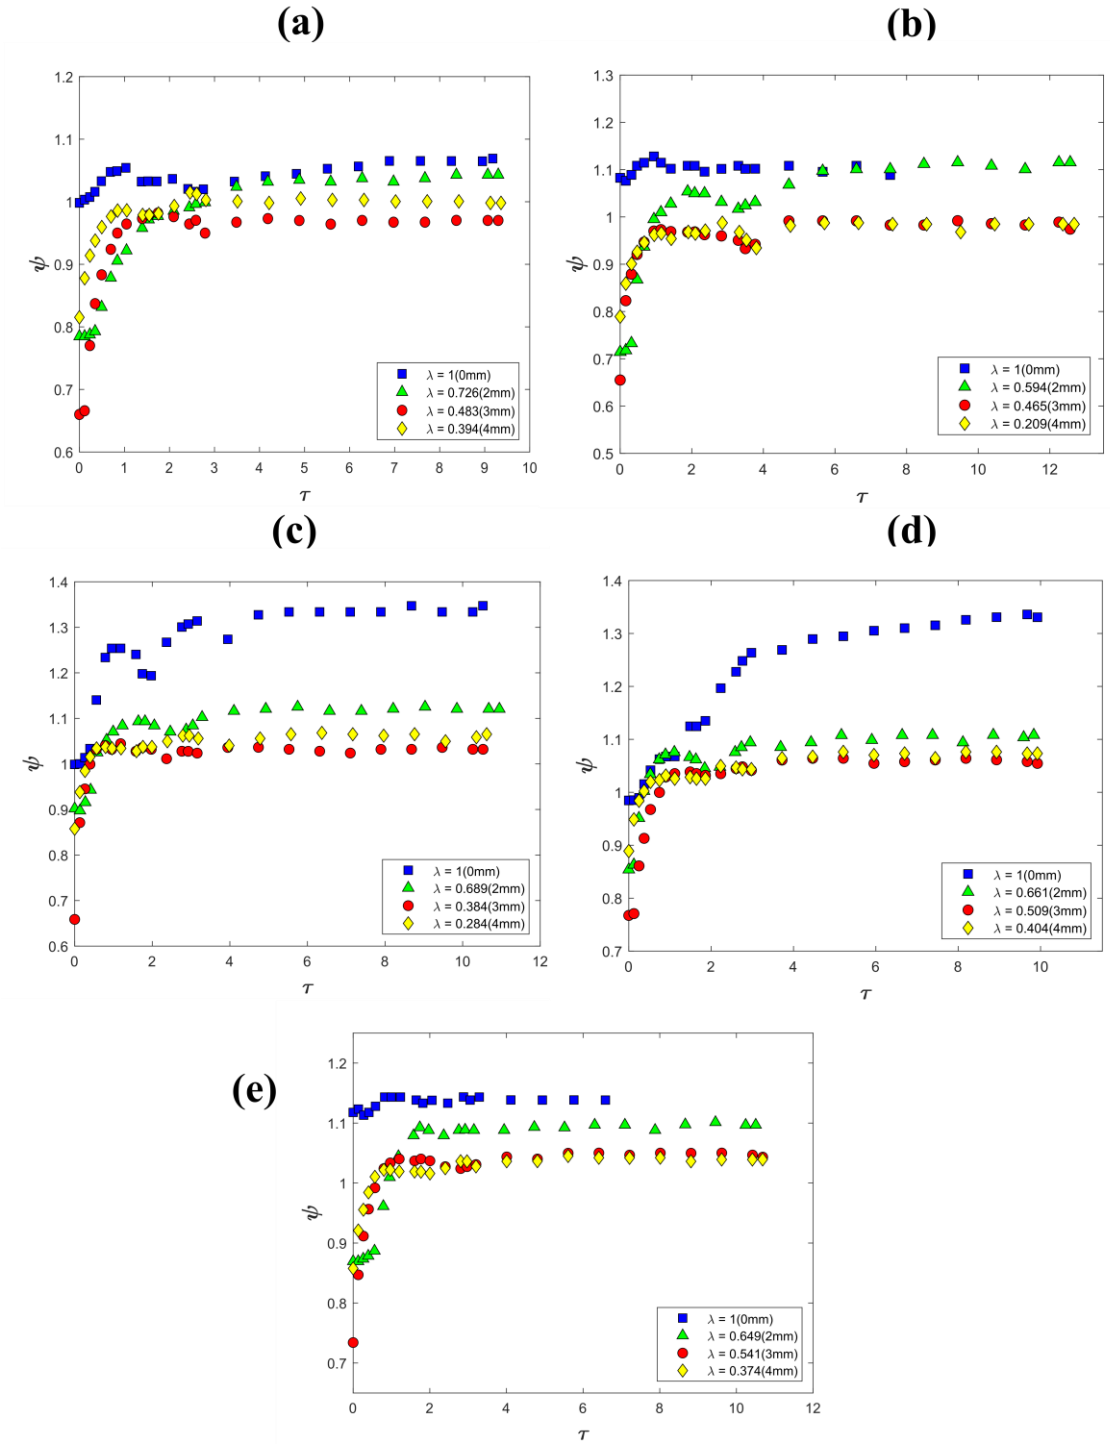 (a)
1.2
1.1
1
0.9
0.8
0.7
0.6
ψ
0 1 2 3 4 5 6 7 8 9 10
τ
λ = 1(0mm)
λ = 0.726(2mm)
λ = 0.483(3mm)
λ = 0.394(4mm)
(b)
1.3
1.2
1.1
1
0.9
0.8
0.7
0.6
0.5
ψ
0 2 4 6 8 10 12
τ
λ = 1(0mm)
λ = 0.594(2mm)
λ = 0.465(3mm)
λ = 0.209(4mm)
(c)
1.4
1.3
1.2
1.1
1
0.9
0.8
0.7
0.6
ψ
0 2 4 6 8 10 12
τ
λ = 1(0mm)
λ = 0.689(2mm)
λ = 0.384(3mm)
λ = 0.284(4mm)
(d)
1.4
1.3
1.2
1.1
1
0.9
0.8
0.7
ψ
0 2 4 6 8 10
τ
λ = 1(0mm)
λ = 0.661(2mm)
λ = 0.509(3mm)
λ = 0.404(4mm)
(e)
1.2
1.1
1
0.9
0.8
0.7
ψ
0 2 4 6 8 10 12
τ
λ = 1(0mm)
λ = 0.649(2mm)
λ = 0.541(3mm)
λ = 0.374(4mm)